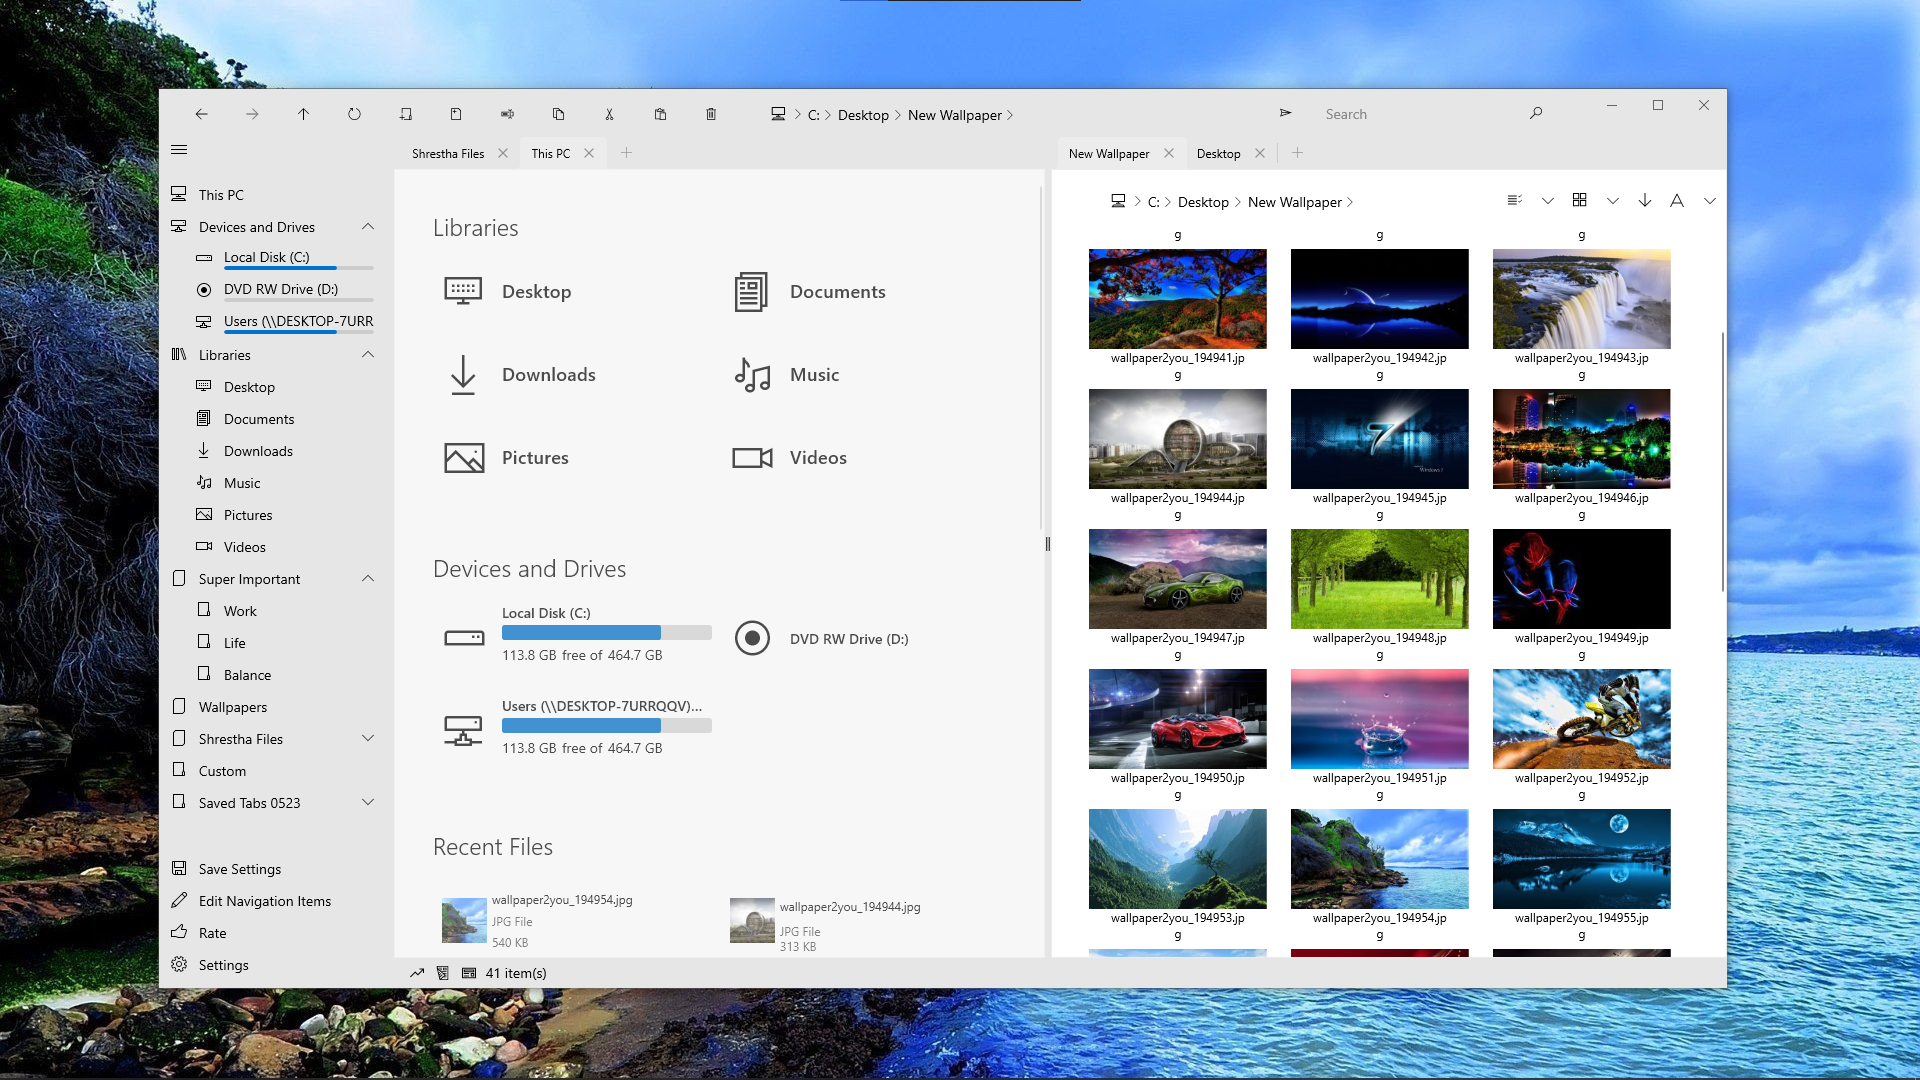 C: Desktop New Wallpaper
Search
Shrestha Files
This PC
New Wallpaper
Desktop
This PC
Devices and Drives
Local Disk (C:)
DVD RW Drive (D:)
Users (\\DESKTOP-7URR
Libraries
Desktop
Documents
Downloads
Music
Pictures
Videos
Super Important
Work
Life
Balance
Wallpapers
Shrestha Files
Custom
Saved Tabs 0523
Save Settings
Edit Navigation Items
Rate
Settings
Libraries
Desktop
Documents
Downloads
Music
Pictures
Videos
Devices and Drives
Local Disk (C:)
113.8 GB free of 464.7 GB
DVD RW Drive (D:)
Users (\\DESKTOP-7URRQQV)...
113.8 GB free of 464.7 GB
Recent Files
wallpaper2you_194954.jpg
JPG File
540 KB
wallpaper2you_194944.jpg
JPG File
313 KB
C: Desktop New Wallpaper
g
g
g
wallpaper2you_194941.jp
g
wallpaper2you_194942.jp
g
wallpaper2you_194943.jp
g
wallpaper2you_194944.jp
g
wallpaper2you_194945.jp
g
wallpaper2you_194946.jp
g
wallpaper2you_194947.jp
g
wallpaper2you_194948.jp
g
wallpaper2you_194949.jp
g
wallpaper2you_194950.jp
g
wallpaper2you_194951.jp
g
wallpaper2you_194952.jp
g
wallpaper2you_194953.jp
g
wallpaper2you_194954.jp
g
wallpaper2you_194955.jp
g
41 item(s)